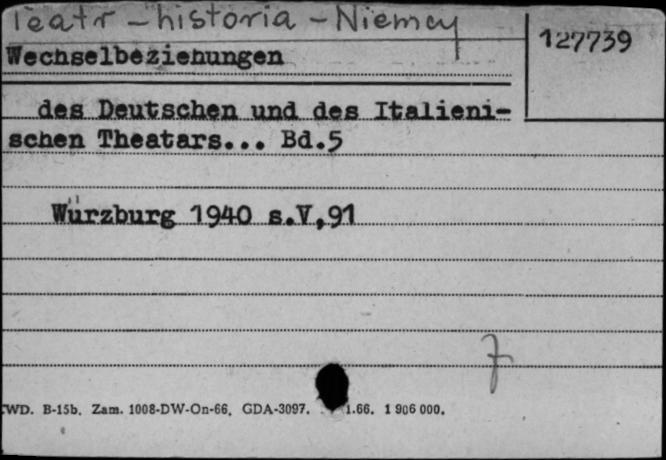 Teatr – historia – Niemcy
127739
Wechselbeziehungen
des Deutschen und des Italieni-
schen Theatars... Bd.5
Würzburg 1940 s.V,91
7
WD. B-15b. Zam. 1008-DW-On-66. GDA-3097. 1.66. 1 906 000.